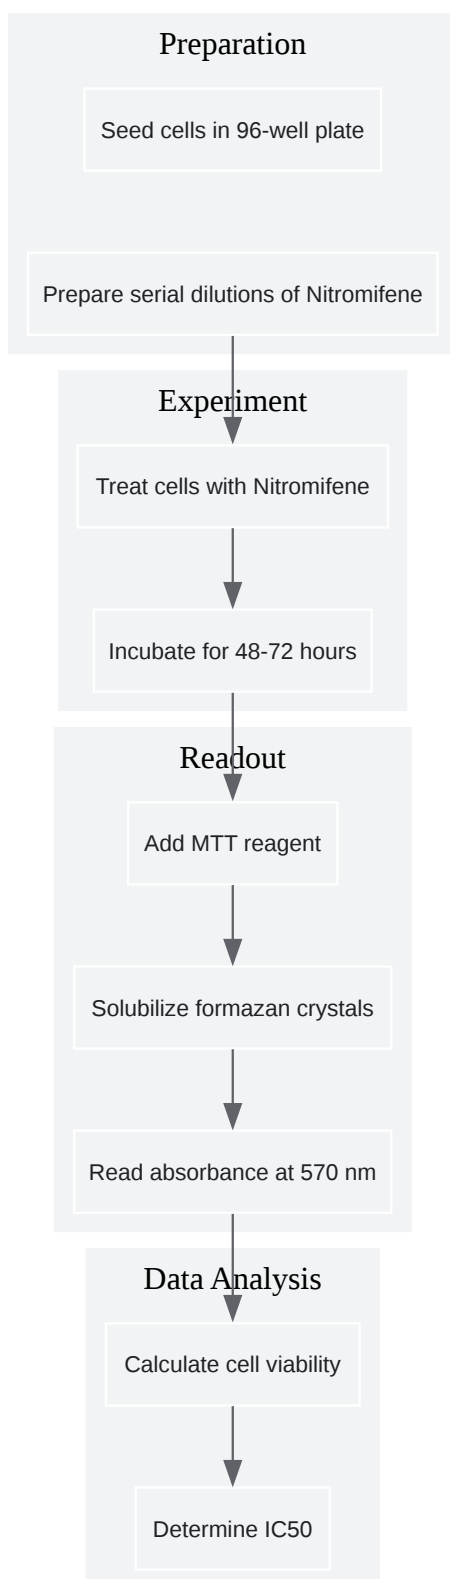 Preparation
Seed cells in 96-well plate
Prepare serial dilutions of Nitromifene
Experiment
Treat cells with Nitromifene
Incubate for 48-72 hours
Readout
Add MTT reagent
Solubilize formazan crystals
Read absorbance at 570 nm
Data Analysis
Calculate cell viability
Determine IC50